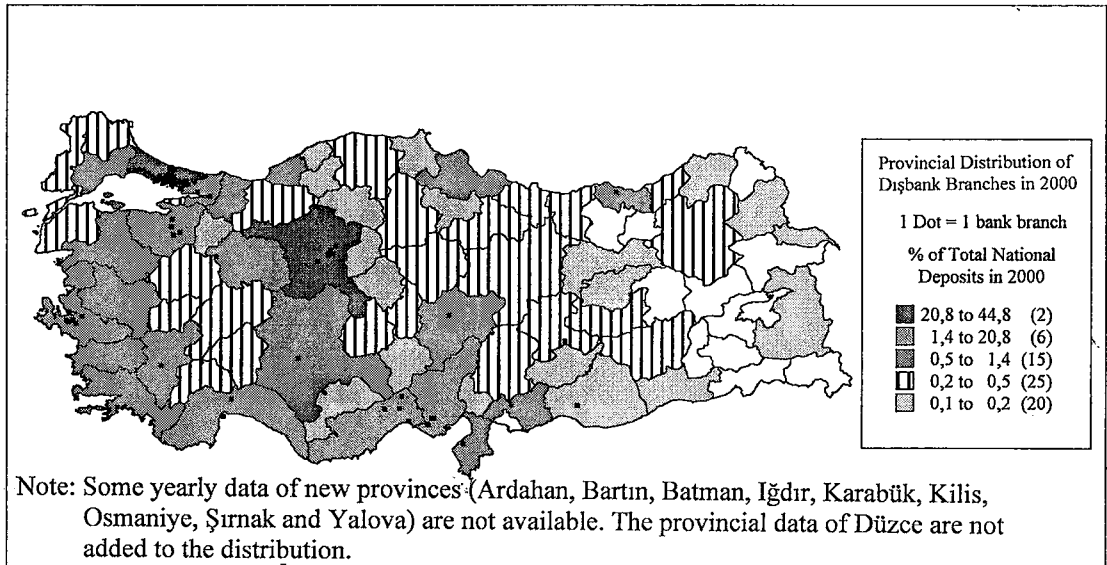 Provincial Distribution of
Dışbank Branches in 2000
1 Dot = 1 bank branch
% of Total National
Deposits in 2000
20,8 to 44,8 (2)
1,4 to 20,8 (6)
0,5 to 1,4 (15)
0,2 to 0,5 (25)
0,1 to 0,2 (20)
Note: Some yearly data of new provinces (Ardahan, Bartın, Batman, Iğdır, Karabük, Kilis,
Osmaniye, Şırnak and Yalova) are not available. The provincial data of Düzce are not
added to the distribution.